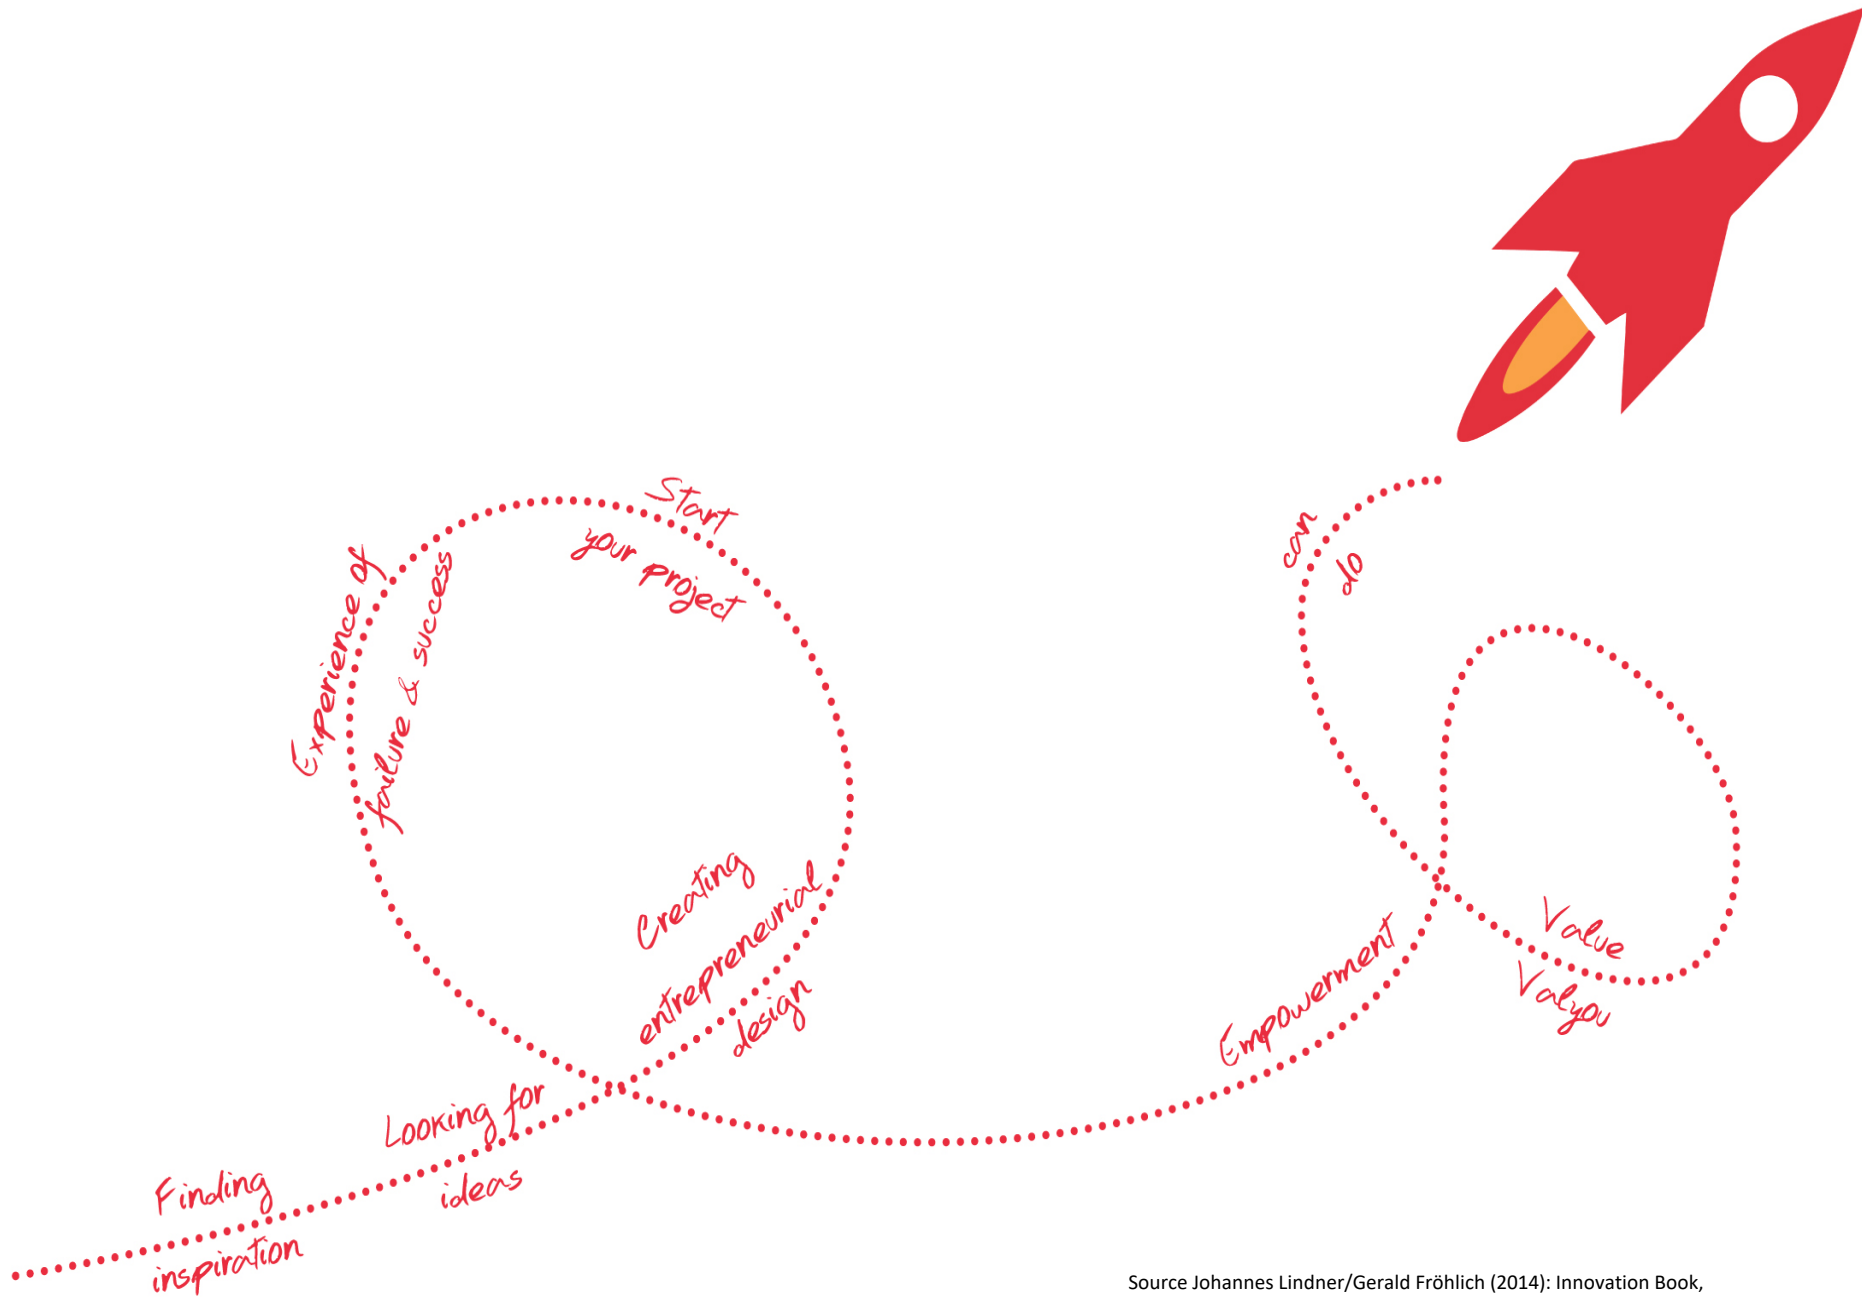 Finding
inspiration
Looking for
ideas
Creating
entrepreneurial
design
Start
your project
Experience of
failure & success
Empowerment
Value
Valyou
can
do
Source Johannes Lindner/Gerald Fröhlich (2014): Innovation Book,